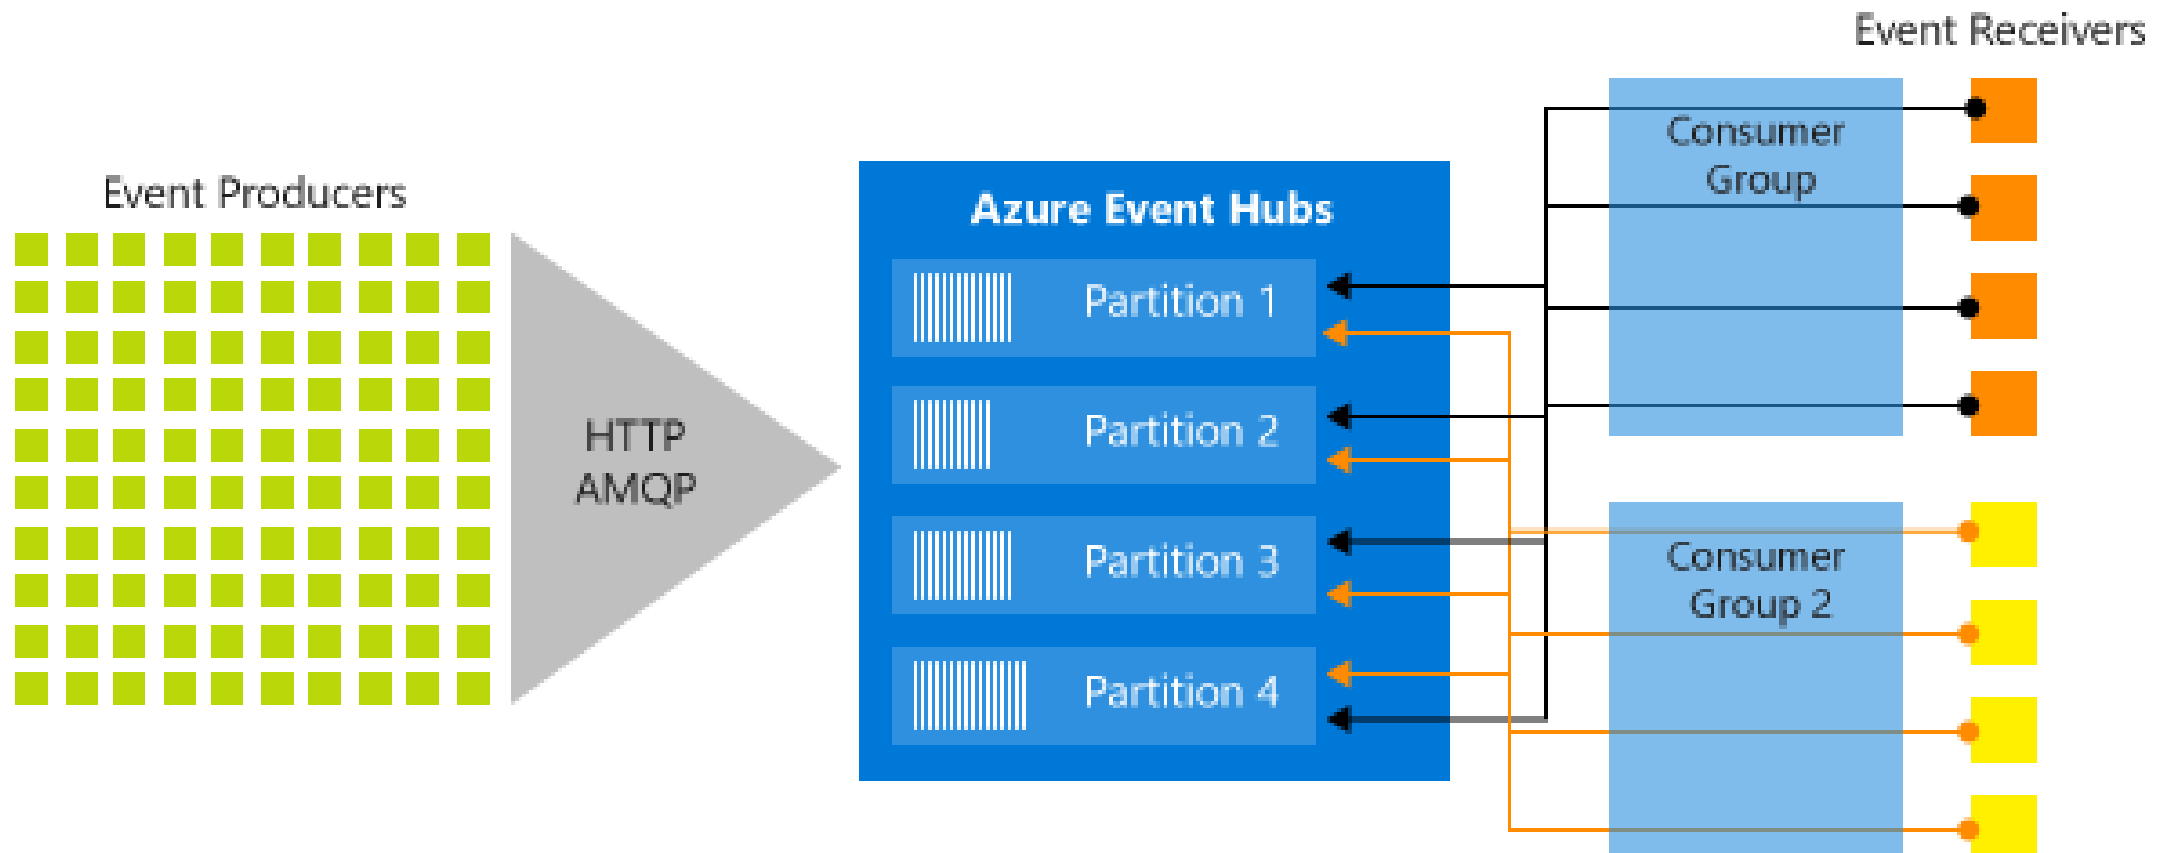 Event Receivers
Event Producers
HTTP
AMQP
Azure Event Hubs
Partition 1
Partition 2
Partition 3
Partition 4
Consumer
Group
Consumer
Group 2